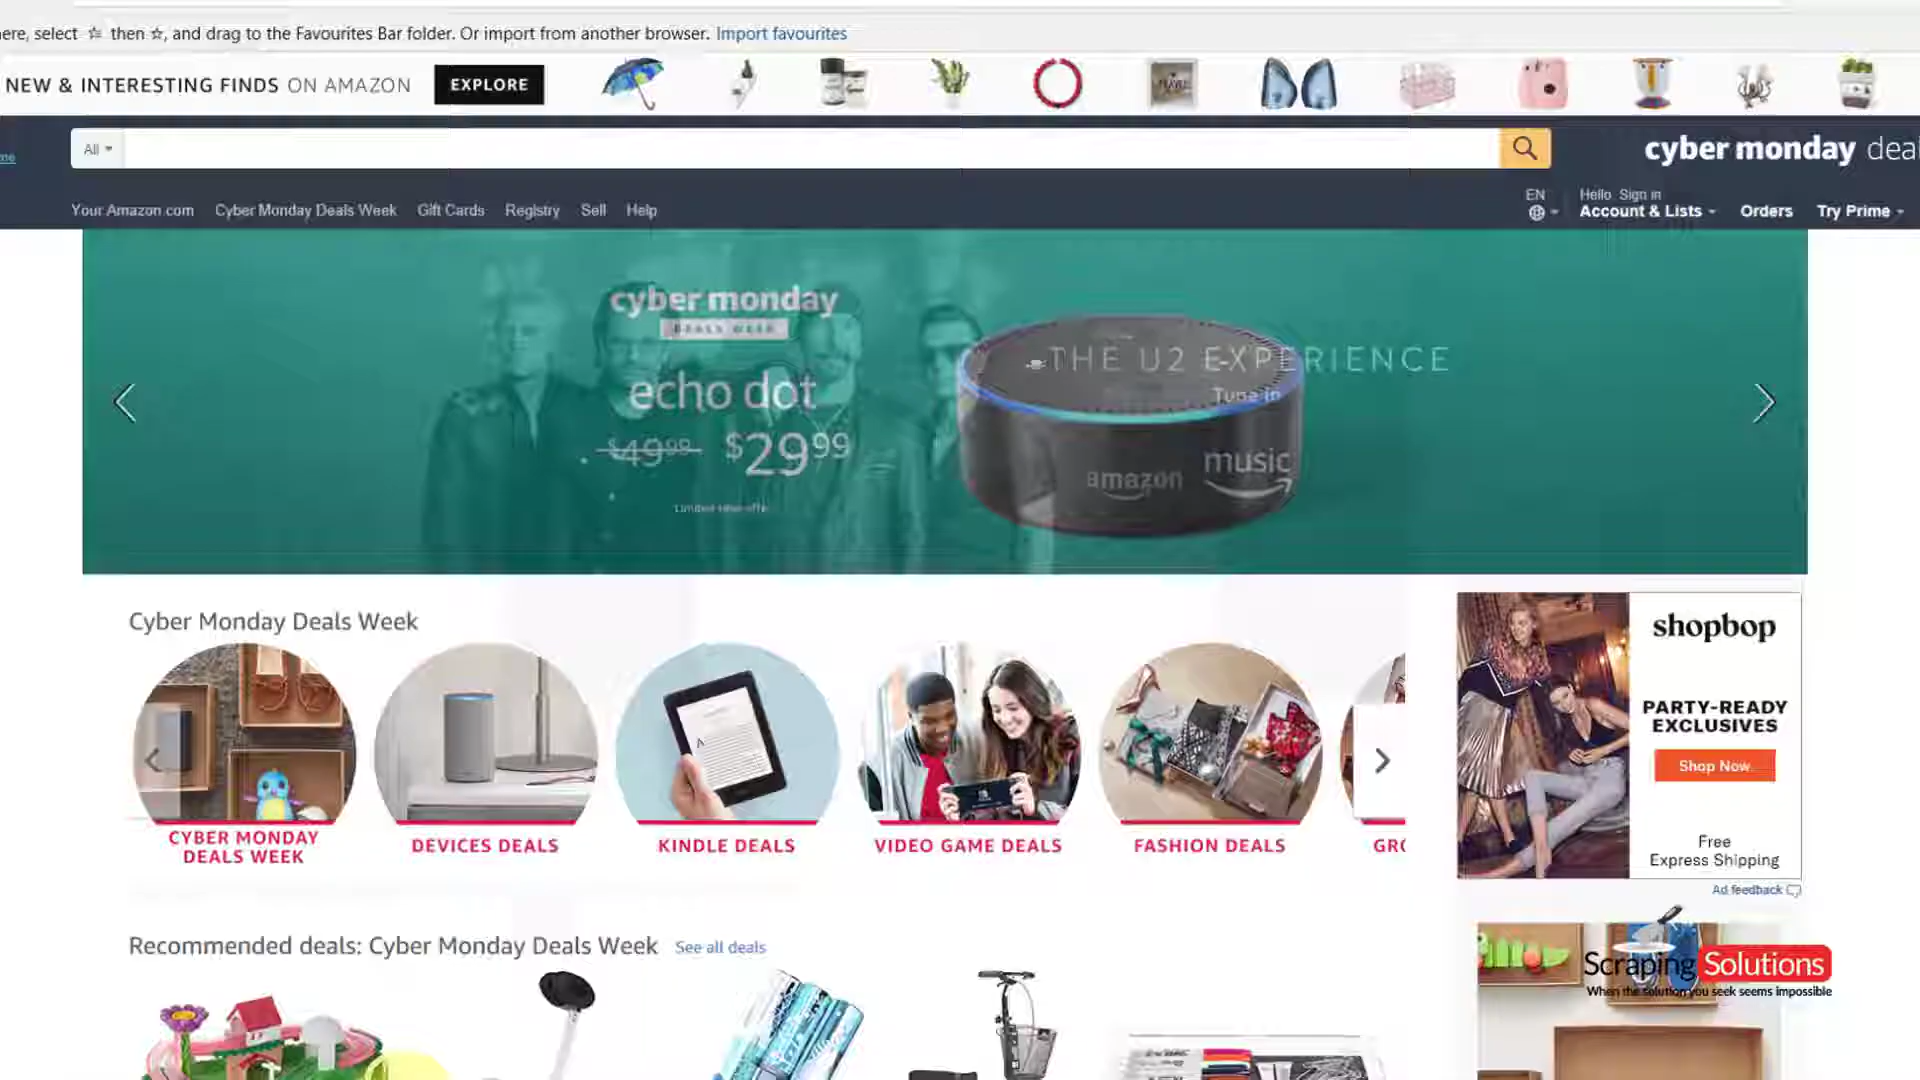 ere, select ☆ then ☆, and drag to the Favourites Bar folder. Or import from another browser. Import favourites
NEW & INTERESTING FINDS ON AMAZON EXPLORE
All
cyber monday deal
me
Your Amazon.com Cyber Monday Deals Week Gift Cards Registry Sell Help
EN
Hello Sign in
Account & Lists Orders Try Prime
cyber monday
DEALS WEEK
echo dot
$49.99 $29.99
Limited-time offer
THE U2 EXPERIENCE
Tune in
amazon music
Cyber Monday Deals Week
CYBER MONDAY
DEALS WEEK
DEVICES DEALS
KINDLE DEALS
VIDEO GAME DEALS
FASHION DEALS
GRO
shopbop
PARTY-READY
EXCLUSIVES
Shop Now
Free
Express Shipping
Ad feedback
Recommended deals: Cyber Monday Deals Week See all deals
Scraping Solutions
When the solution you seek seems impossible